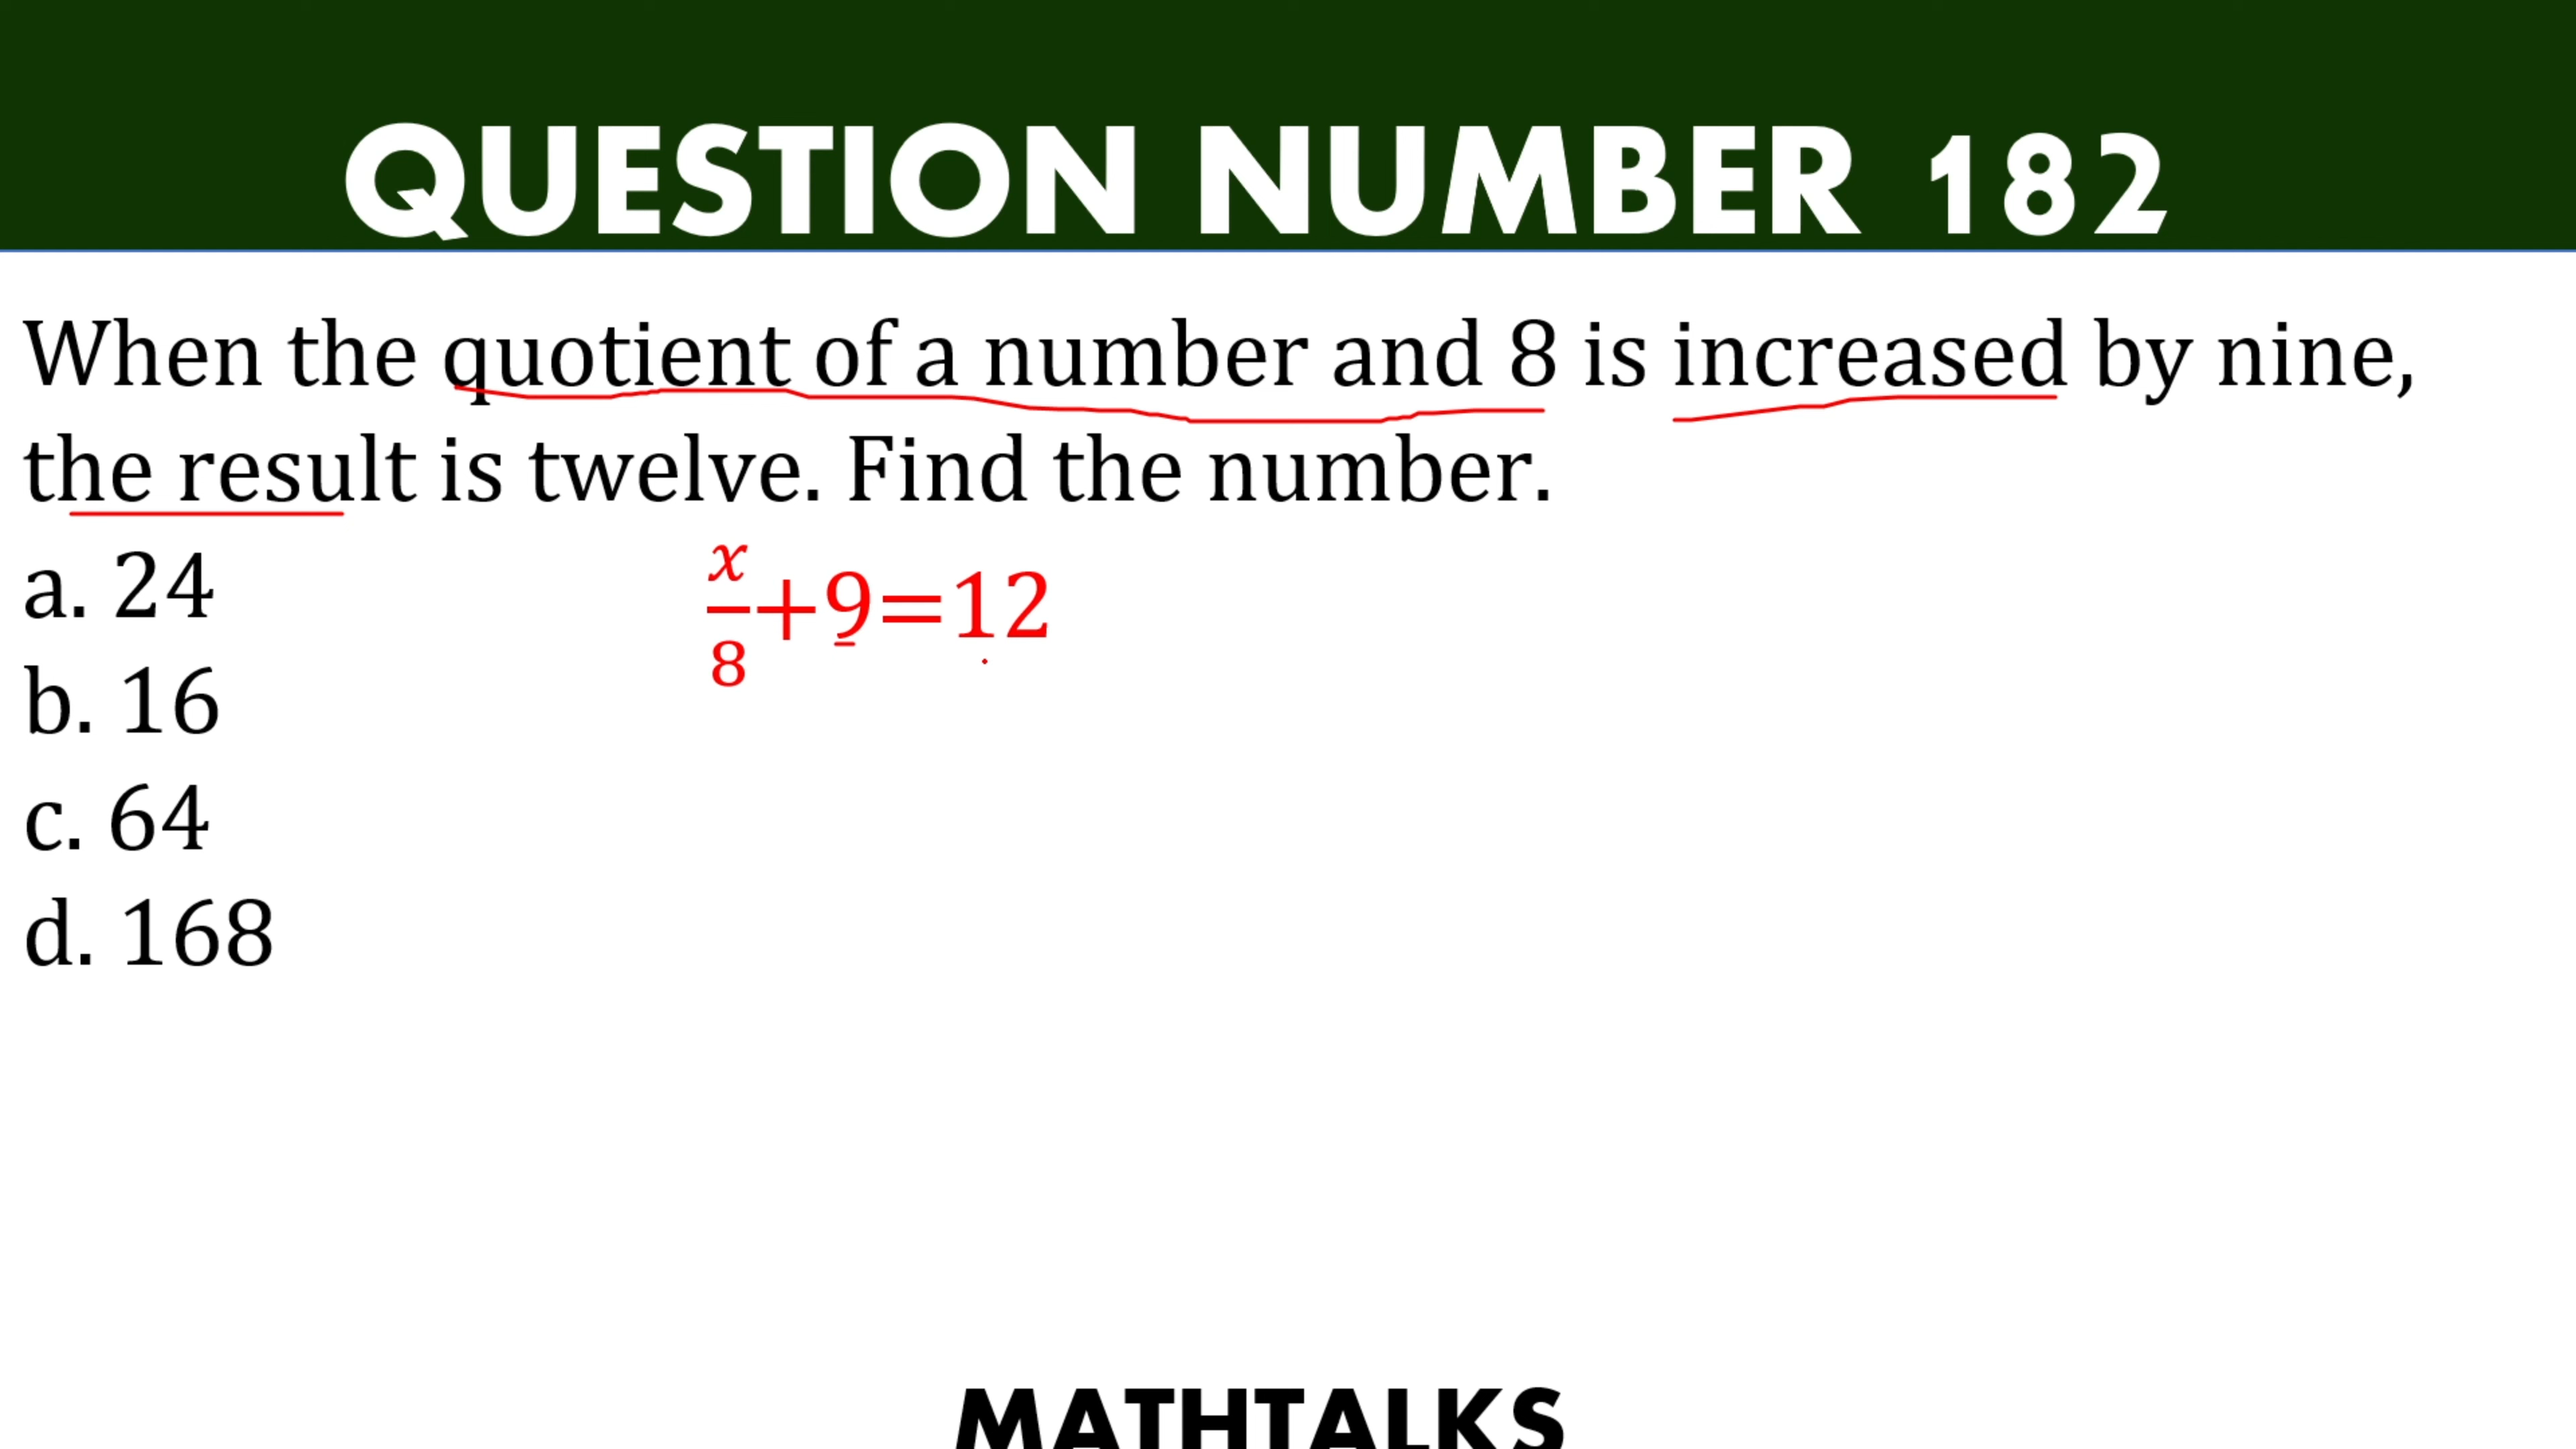 QUESTION NUMBER 182
When the quotient of a number and 8 is increased by nine,
the result is twelve. Find the number.
a. 24
x/8+9=12
b. 16
c. 64
d. 168
MATHTALKS